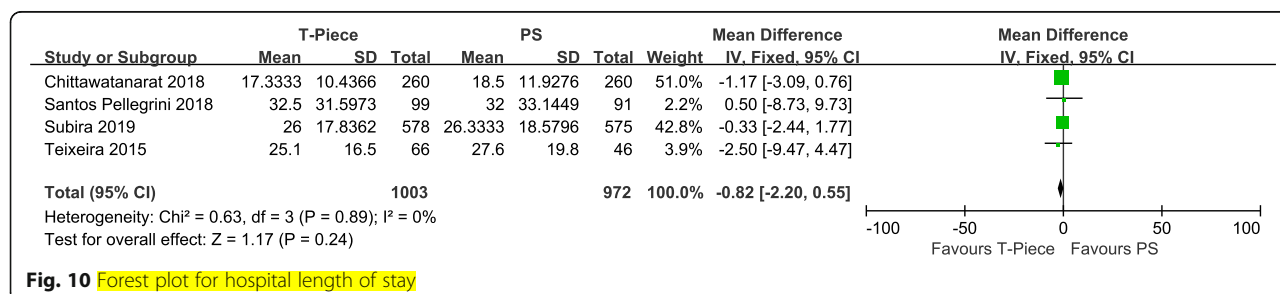 T-Piece PS Mean Difference Mean Difference
Study or Subgroup Mean SD Total Mean SD Total Weight IV, Fixed, 95% CI IV, Fixed, 95% CI
Chittawatanarat 2018 17.3333 10.4366 260 18.5 11.9276 260 51.0% -1.17 [-3.09, 0.76]
Santos Pellegrini 2018 32.5 31.5973 99 32 33.1449 91 2.2% 0.50 [-8.73, 9.73]
Subira 2019 26 17.8362 578 26.3333 18.5796 575 42.8% -0.33 [-2.44, 1.77]
Teixeira 2015 25.1 16.5 66 27.6 19.8 46 3.9% -2.50 [-9.47, 4.47]
Total (95% CI) 1003 972 100.0% -0.82 [-2.20, 0.55]
Heterogeneity: Chi² = 0.63, df = 3 (P = 0.89); I² = 0%
Test for overall effect: Z = 1.17 (P = 0.24)
-100 -50 0 50 100
Favours T-Piece Favours PS
Fig. 10 Forest plot for hospital length of stay